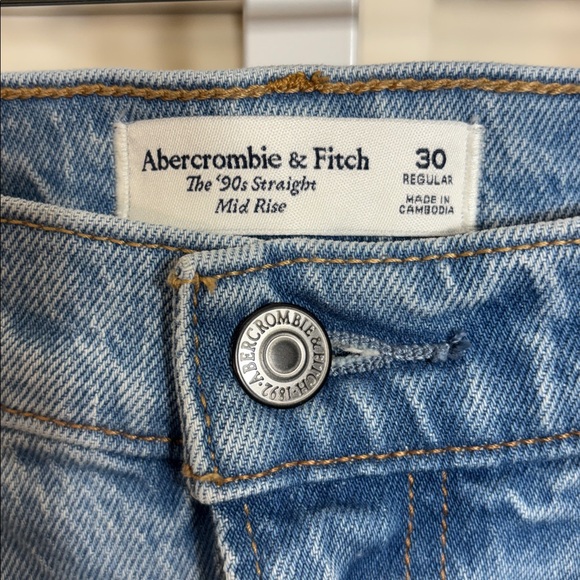 Abercrombie & Fitch
The '90s Straight
Mid Rise
30
REGULAR
MADE IN
CAMBODIA
ABERCROMBIE & FITCH · 1892 ·